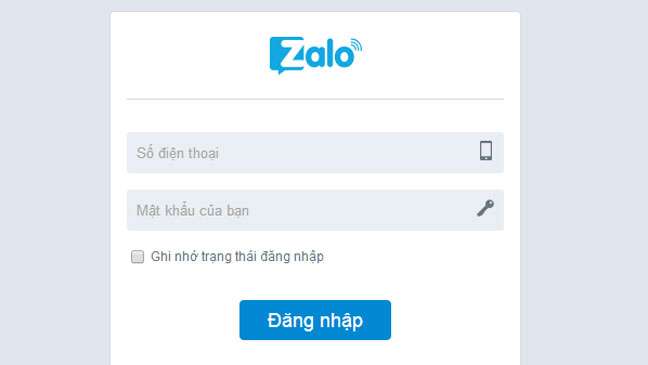 Zalo
Số điện thoại
Mật khẩu của bạn
Ghi nhớ trạng thái đăng nhập
Đăng nhập